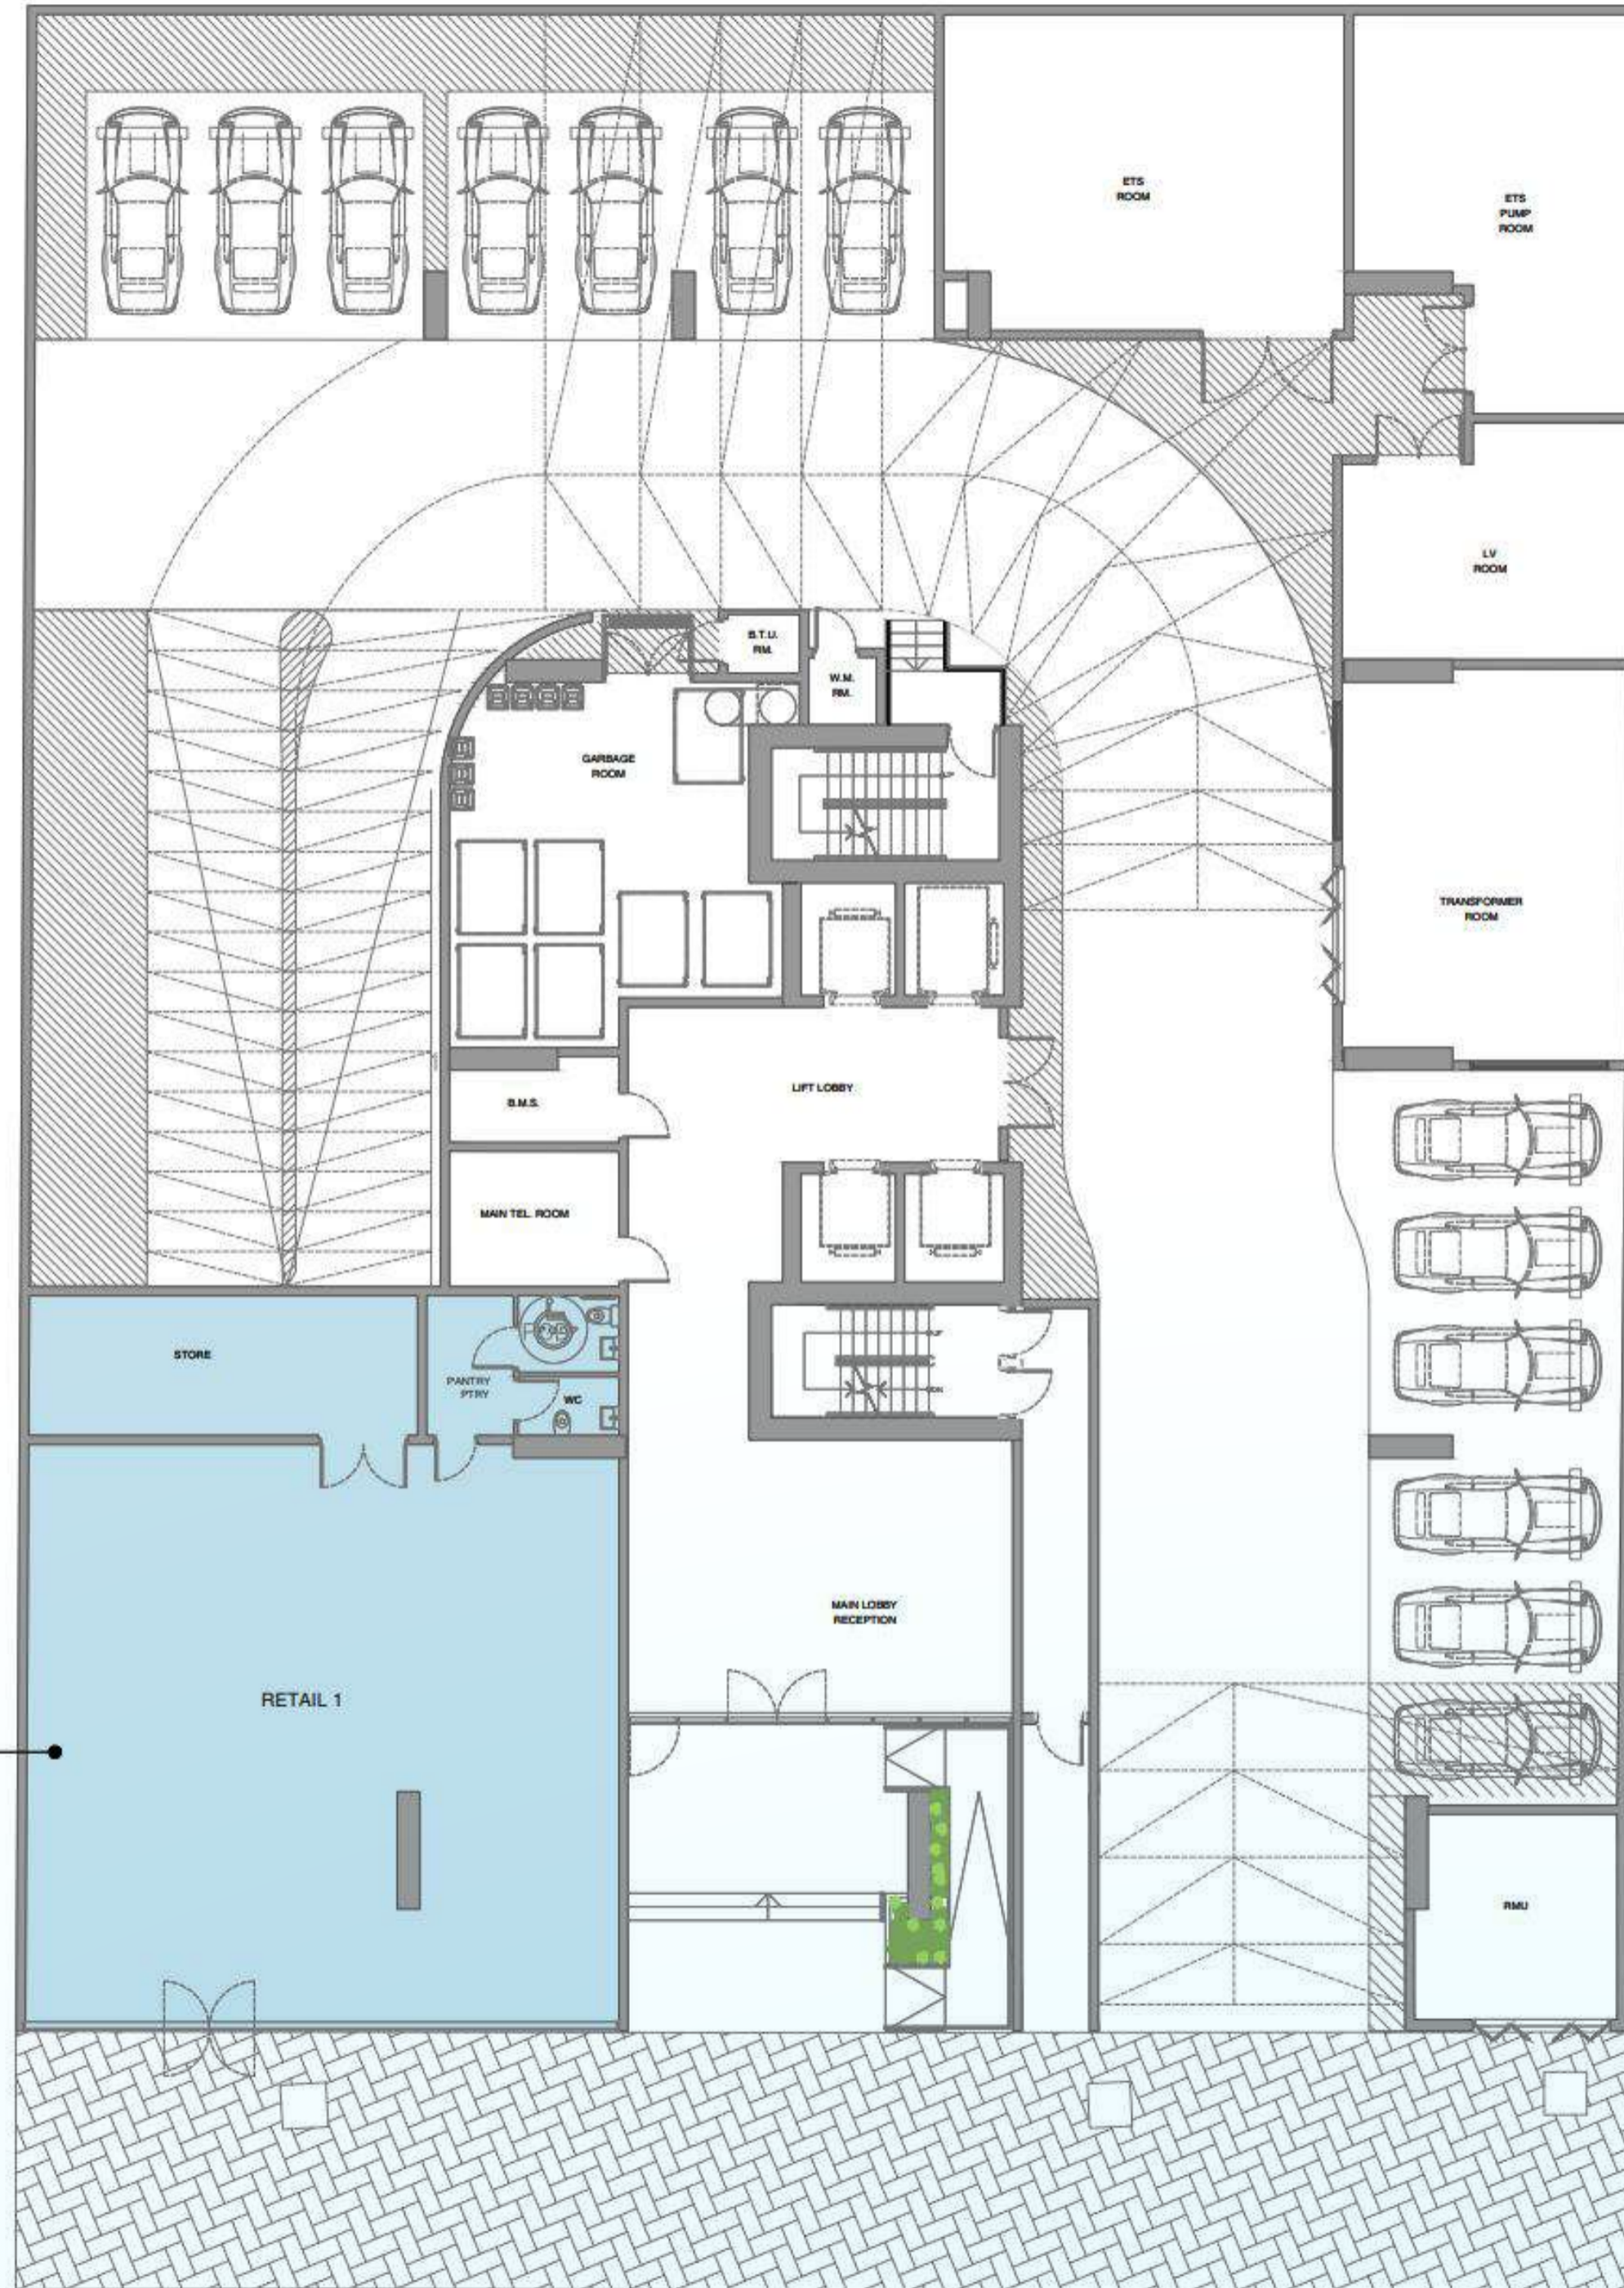 ETS
ROOM
ETS
PUMP
ROOM
LV
ROOM
B.T.U.
RM.
W.M.
RM.
GARBAGE
ROOM
TRANSFORMER
ROOM
LIFT LOBBY
B.M.S.
MAIN TEL. ROOM
STORE
PANTRY
PTRY
WC
MAIN LOBBY
RECEPTION
RETAIL 1
RMU